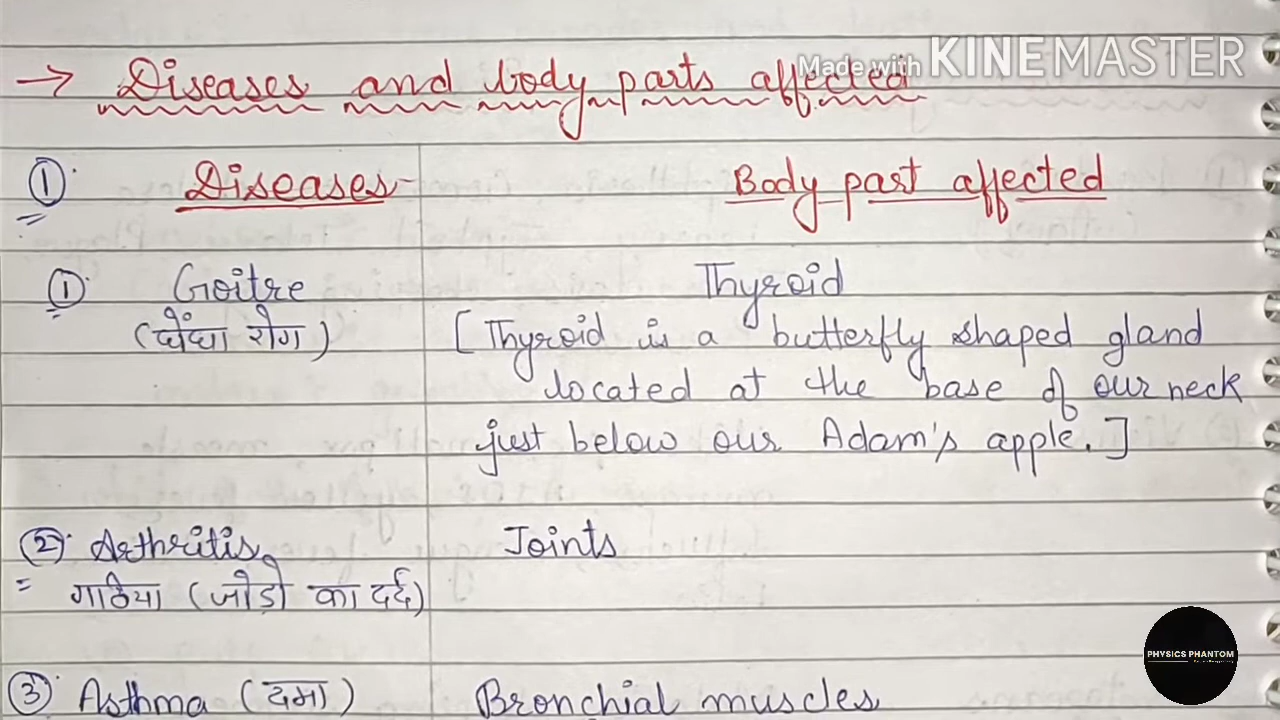 Made with KINEMASTER
→ Diseases and body parts affected
① Diseases- Body part affected
① Goitre Thyroid
(घेंघा रोग) [Thyroid is a butterfly shaped gland
located at the base of our neck
just below our Adam's apple.]
② Arthritis Joints
= गाठिया (जोड़ो का दर्द)
③ Asthma (दमा) Bronchial muscles
PHYSICS PHANTOM